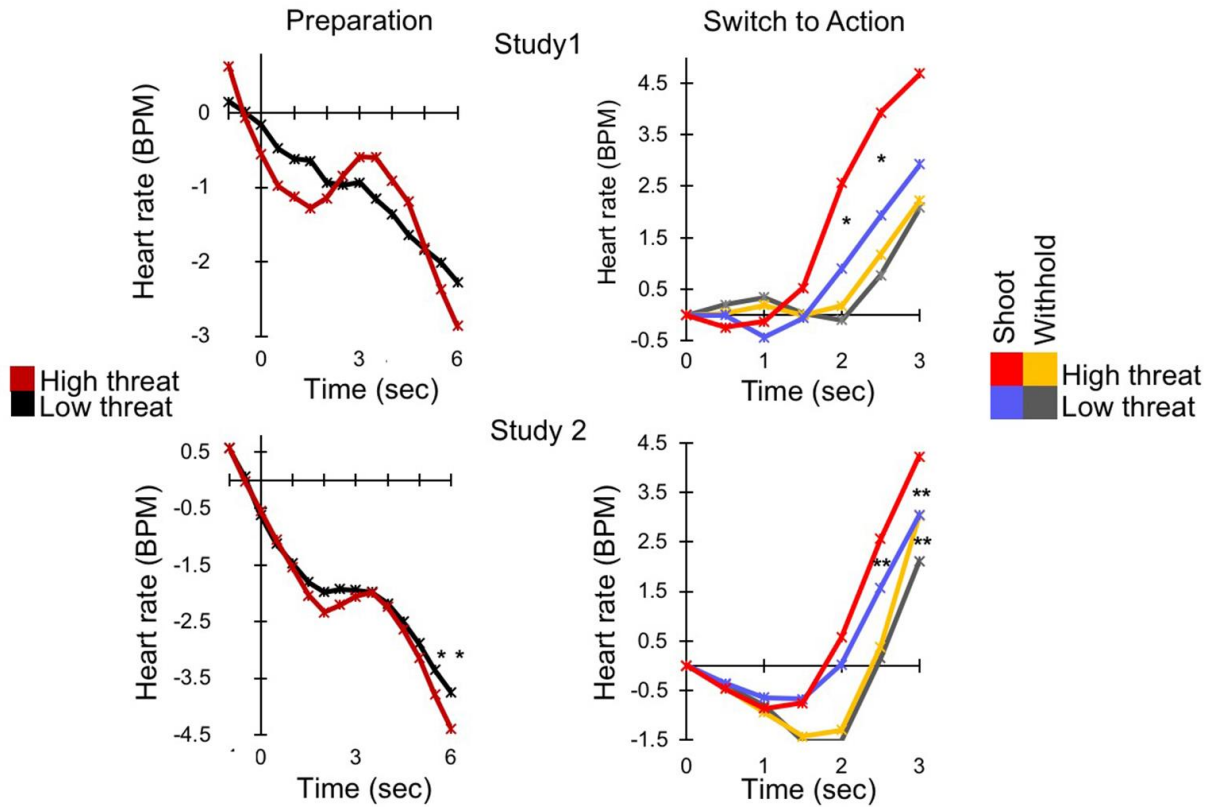 Preparation
Study1
Switch to Action
Heart rate (BPM)
0
-1
-2
-3
0
3
6
Time (sec)
Heart rate (BPM)
4.5
3.5
2.5
1.5
0.5
-0.5
*
*
0
1
2
3
Time (sec)
High threat
Low threat
Shoot
Withhold
High threat
Low threat
Study 2
Heart rate (BPM)
0.5
-0.5
-1.5
-2.5
-3.5
-4.5
* *
0
3
6
Time (sec)
Heart rate (BPM)
4.5
3.5
2.5
1.5
0.5
-0.5
-1.5
**
**
**
0
1
2
3
Time (sec)